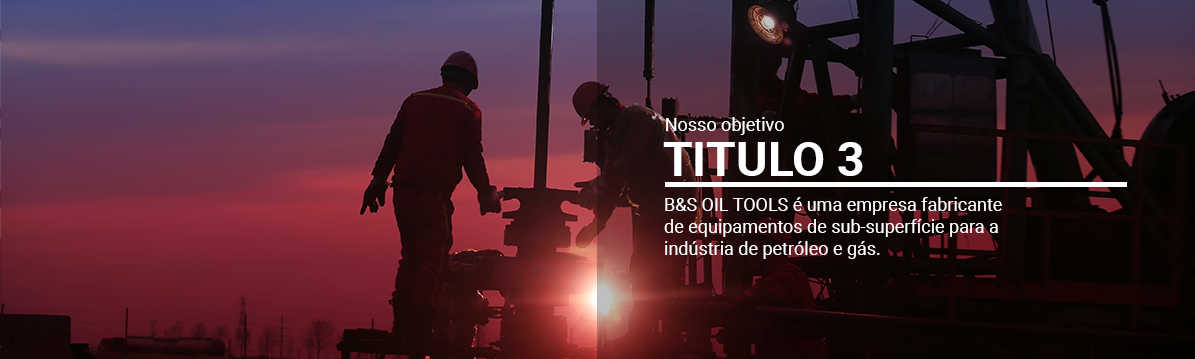 Nosso objetivo
TITULO 3
B&S OIL TOOLS é uma empresa fabricante
de equipamentos de sub-superfície para a
indústria de petróleo e gás.